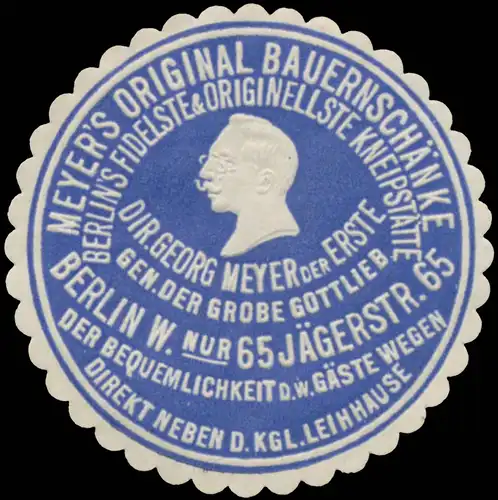 MEYER'S ORIGINAL BAUERNSCHÄNKE
BERLIN'S FIDELSTE & ORIGINELLSTE KNEIPSTÄTTE
DIR. GEORG MEYER DER ERSTE
GEN. DER GROBE GOTTLIEB
BERLIN W. NUR 65 JÄGERSTR. 65
DER BEQUEMLICHKEIT D.W. GÄSTE WEGEN
DIREKT NEBEN D. KGL. LEIHHAUSE